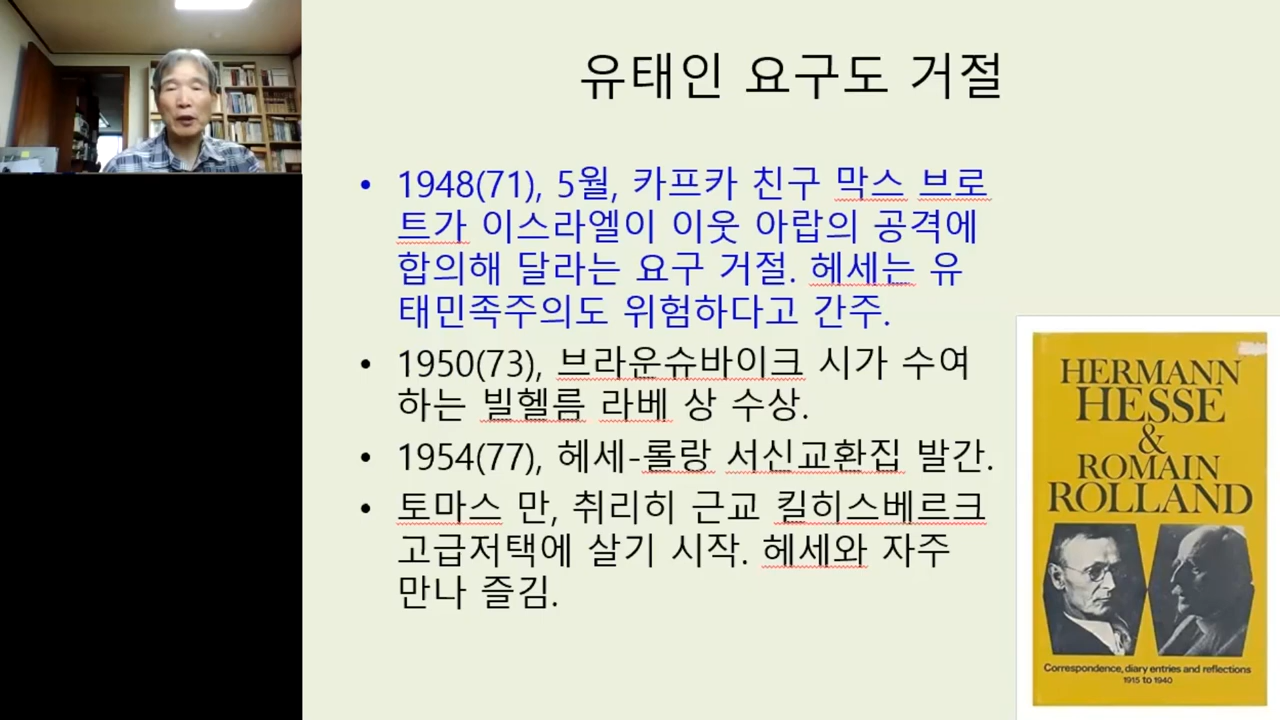 유태인 요구도 거절
• 1948(71), 5월, 카프카 친구 막스 브로
트가 이스라엘이 이웃 아랍의 공격에
합의해 달라는 요구 거절. 헤세는 유
태민족주의도 위험하다고 간주.
• 1950(73), 브라운슈바이크 시가 수여
하는 빌헬름 라베 상 수상.
• 1954(77), 헤세-롤랑 서신교환집 발간.
• 토마스 만, 취리히 근교 킬히스베르크
고급저택에 살기 시작. 헤세와 자주
만나 즐김.
HERMANN
HESSE
&
ROMAIN
ROLLAND
Correspondence, diary entries and reflections
1915 to 1940